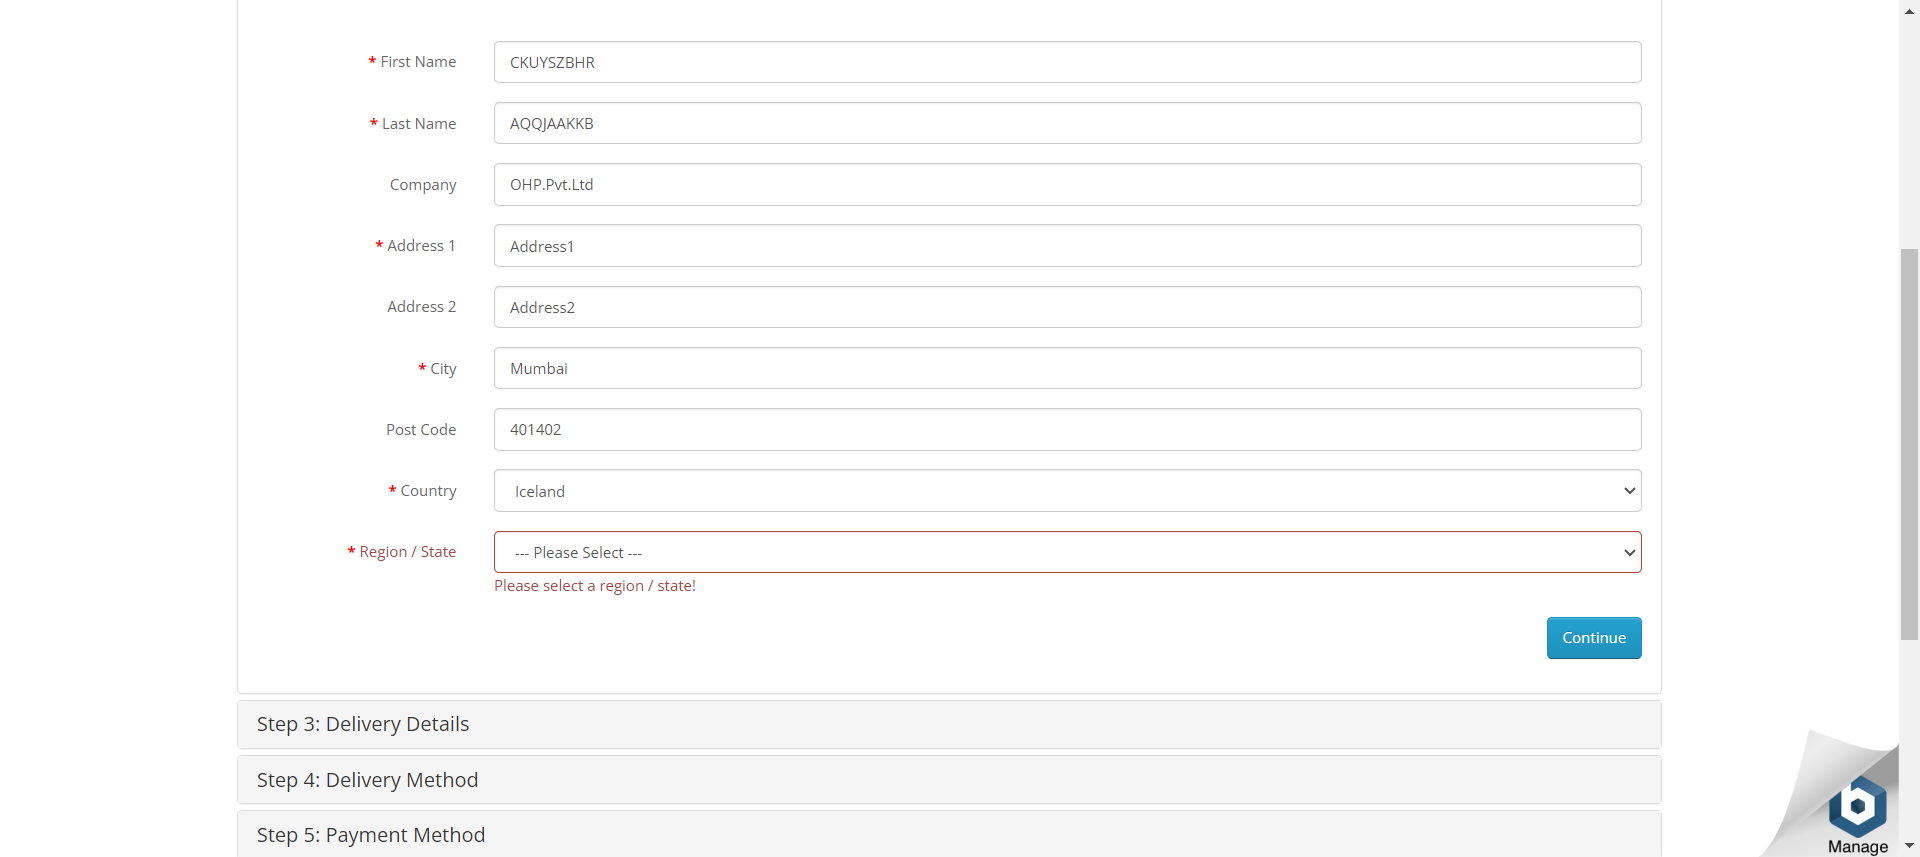 * First Name
CKUYSZBHR
* Last Name
AQQJAAKKB
Company
OHP.Pvt.Ltd
* Address 1
Address1
Address 2
Address2
* City
Mumbai
Post Code
401402
* Country
Iceland
* Region / State
--- Please Select ---
Please select a region / state!
Continue
Step 3: Delivery Details
Step 4: Delivery Method
Step 5: Payment Method
Manage